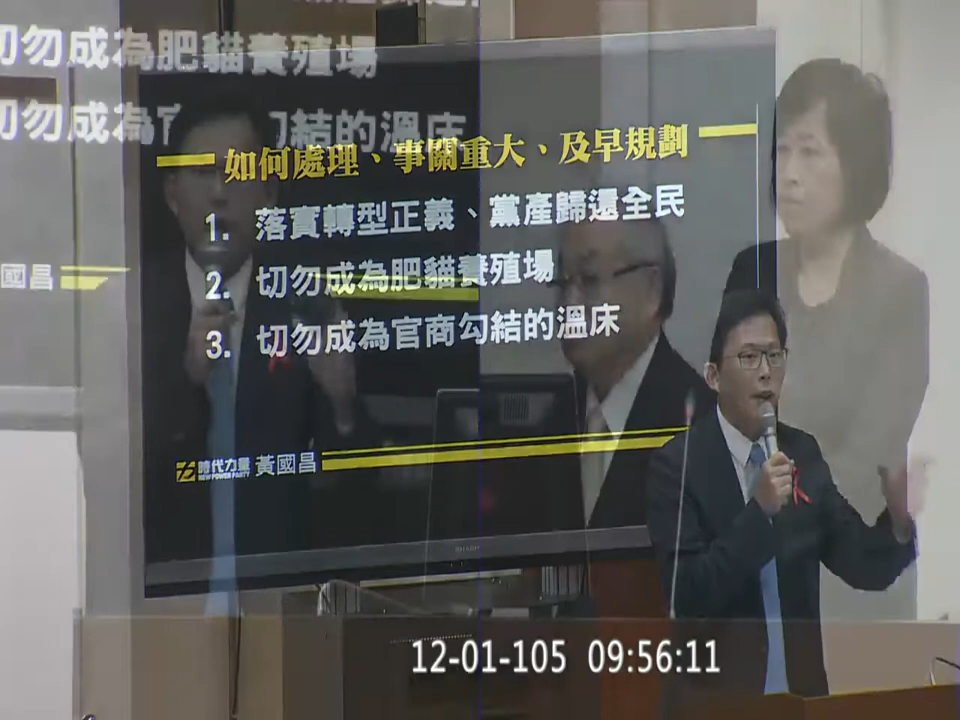 切勿成為肥貓養殖場
切勿成為
勾結的溫床
如何處理、事關重大、及早規劃
1. 落實轉型正義、黨產歸還全民
2. 切勿成為肥貓養殖場
3. 切勿成為官商勾結的溫床
國昌
時代力量 黃國昌
NEW POWER PARTY
SHARP
12-01-105 09:56:11